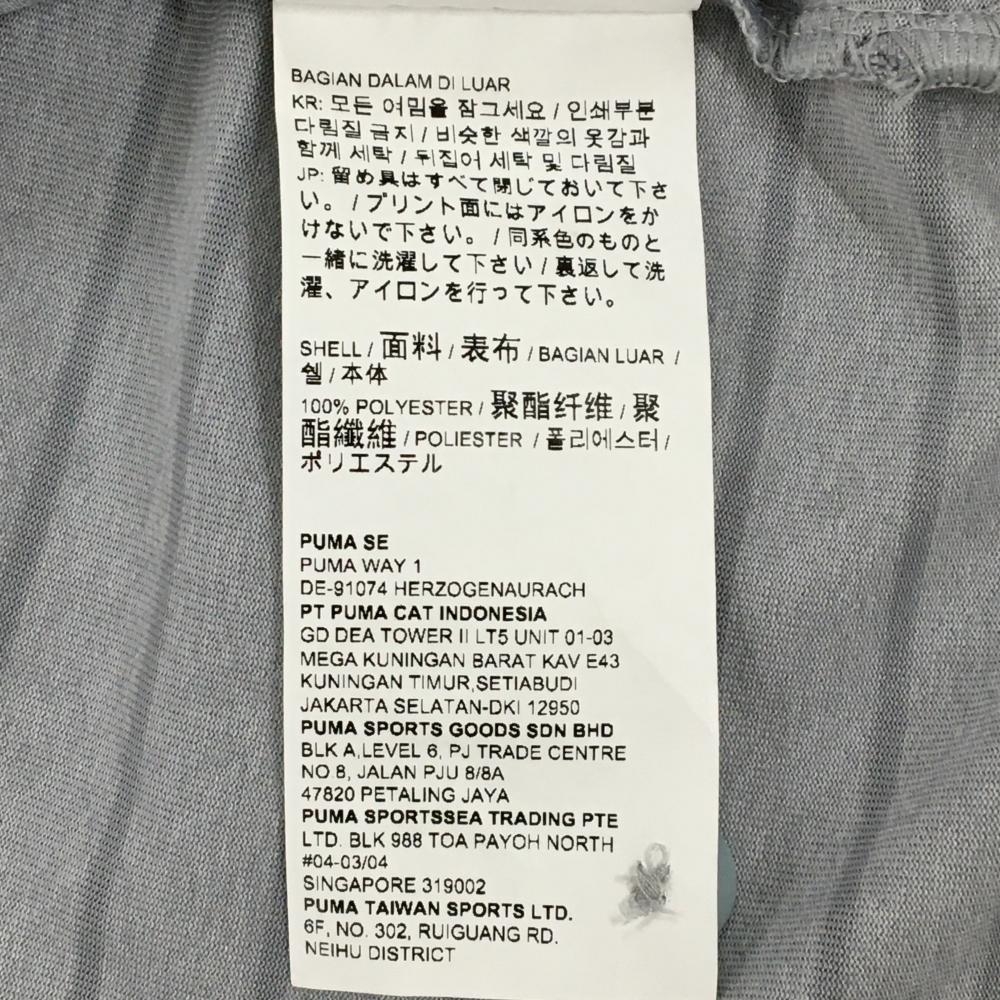 BAGIAN DALAM DI LUAR
KR: 모든 여밈을 잠그세요 / 인쇄부분
다림질 금지 / 비슷한 색깔의 옷감과
함께 세탁 / 뒤집어 세탁 및 다림질
JP: 留め具はすべて閉じておいて下さ
い。 / プリント面にはアイロンをか
けないで下さい。 / 同系色のものと
一緒に洗濯して下さい / 裏返して洗
濯、アイロンを行って下さい。
SHELL / 面料 / 表布 / BAGIAN LUAR /
쉘 / 本体
100% POLYESTER / 聚酯纤维 / 聚
酯纖維 / POLIESTER / 폴리에스터 /
ポリエステル
PUMA SE
PUMA WAY 1
DE-91074 HERZOGENAURACH
PT PUMA CAT INDONESIA
GD DEA TOWER II LT5 UNIT 01-03
MEGA KUNINGAN BARAT KAV E43
KUNINGAN TIMUR,SETIABUDI
JAKARTA SELATAN-DKI 12950
PUMA SPORTS GOODS SDN BHD
BLK A,LEVEL 6, PJ TRADE CENTRE
NO.8, JALAN PJU 8/8A
47820 PETALING JAYA
PUMA SPORTSSEA TRADING PTE
LTD. BLK 988 TOA PAYOH NORTH
#04-03/04
SINGAPORE 319002
PUMA TAIWAN SPORTS LTD.
6F, NO. 302, RUIGUANG RD.
NEIHU DISTRICT